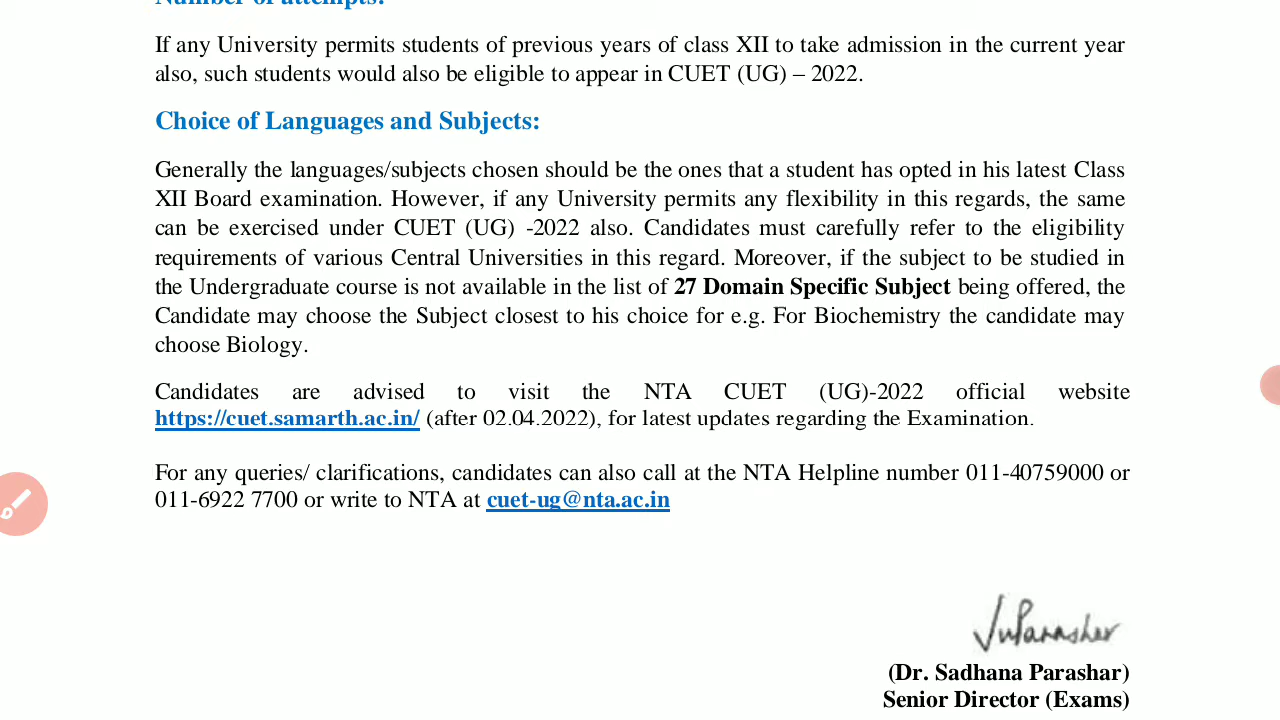 Number of attempts:
If any University permits students of previous years of class XII to take admission in the current year
also, such students would also be eligible to appear in CUET (UG) – 2022.
Choice of Languages and Subjects:
Generally the languages/subjects chosen should be the ones that a student has opted in his latest Class
XII Board examination. However, if any University permits any flexibility in this regards, the same
can be exercised under CUET (UG) -2022 also. Candidates must carefully refer to the eligibility
requirements of various Central Universities in this regard. Moreover, if the subject to be studied in
the Undergraduate course is not available in the list of 27 Domain Specific Subject being offered, the
Candidate may choose the Subject closest to his choice for e.g. For Biochemistry the candidate may
choose Biology.
Candidates are advised to visit the NTA CUET (UG)-2022 official website
https://cuet.samarth.ac.in/ (after 02.04.2022), for latest updates regarding the Examination.
For any queries/ clarifications, candidates can also call at the NTA Helpline number 011-40759000 or
011-6922 7700 or write to NTA at cuet-ug@nta.ac.in
(Dr. Sadhana Parashar)
Senior Director (Exams)